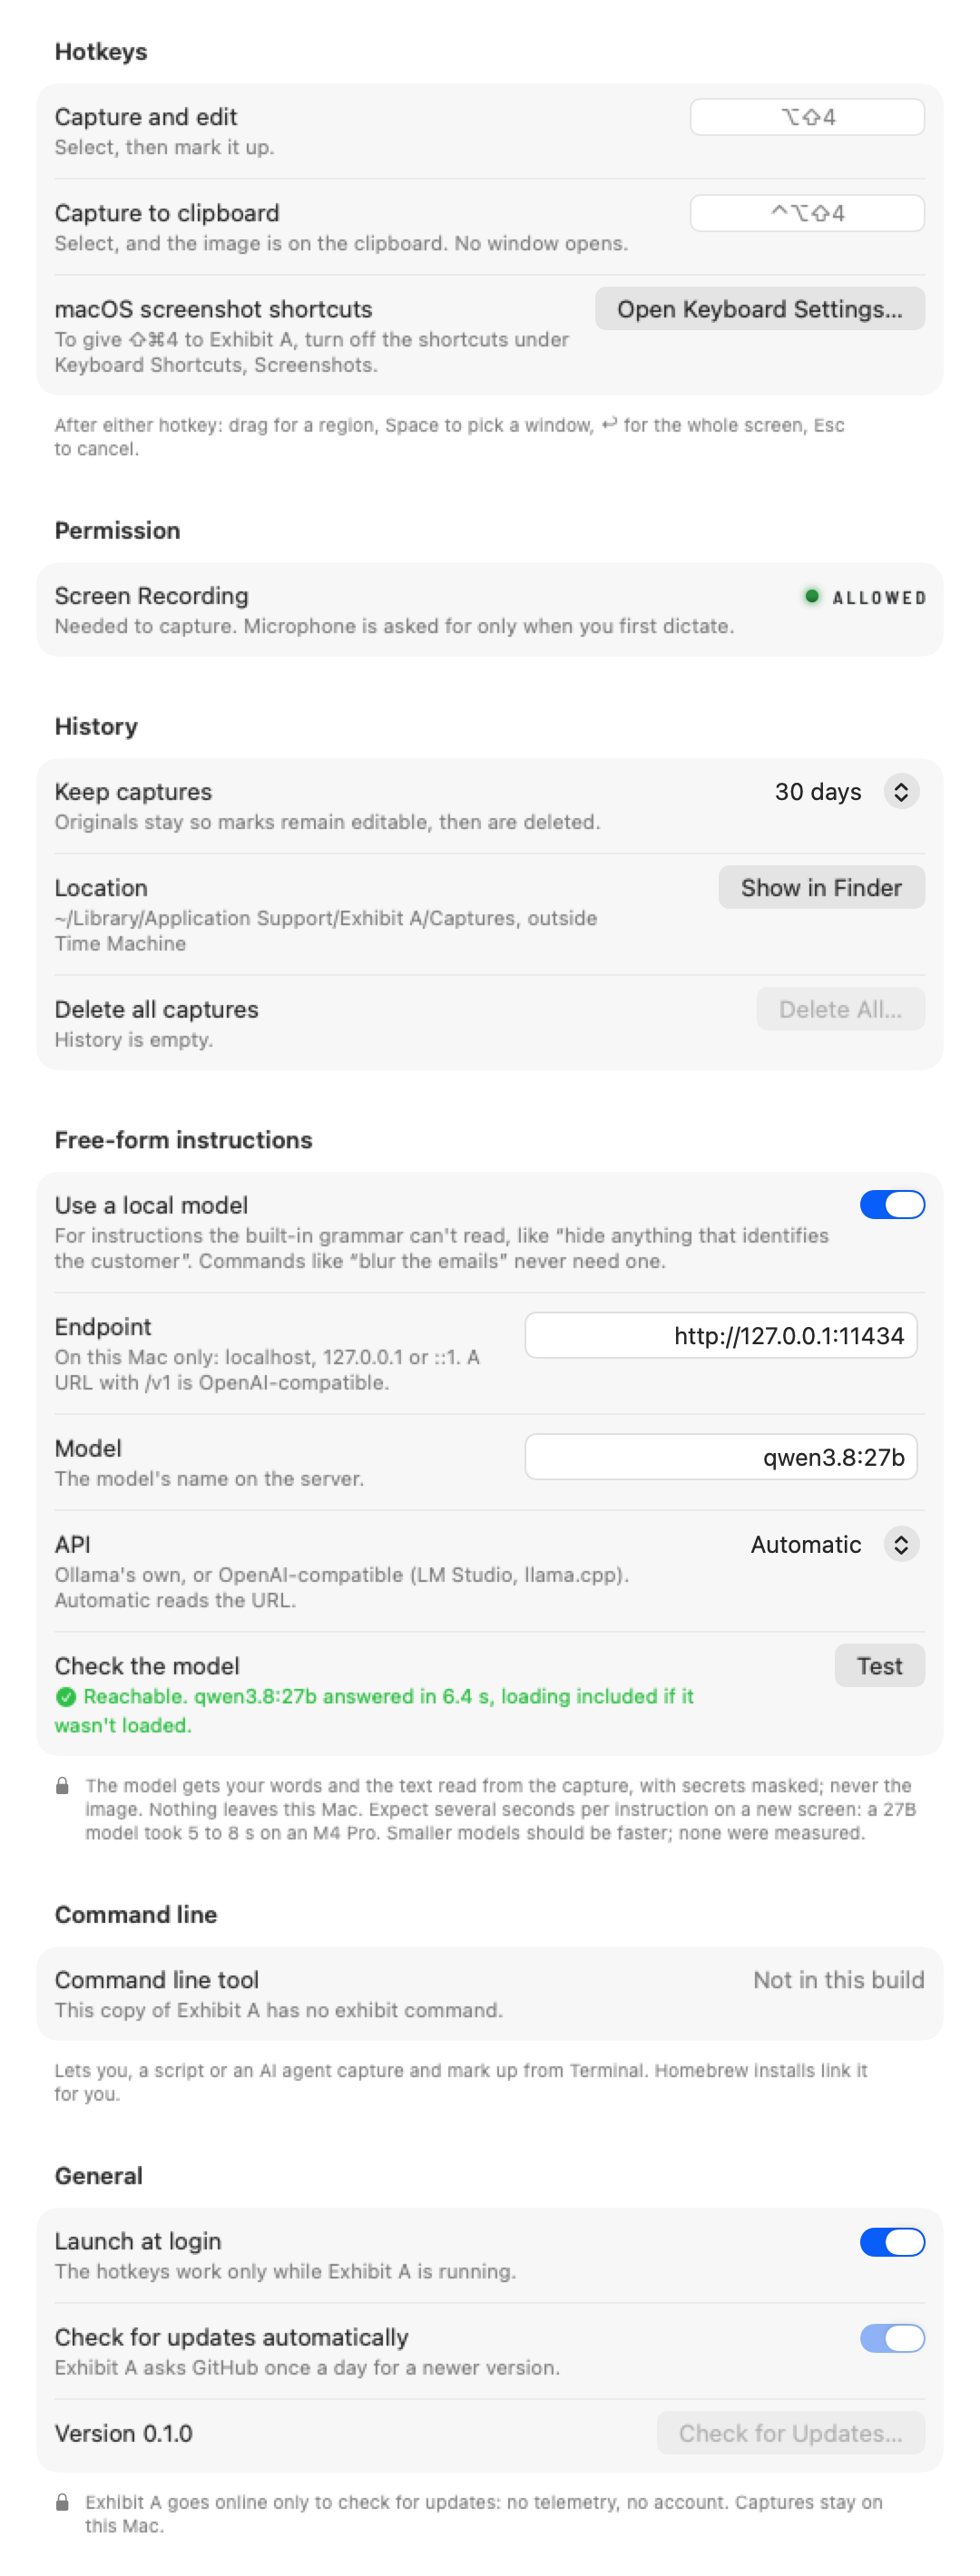 Hotkeys
Capture and edit
⌥⇧4
Select, then mark it up.
Capture to clipboard
^⌥⇧4
Select, and the image is on the clipboard. No window opens.
macOS screenshot shortcuts
Open Keyboard Settings...
To give ⇧⌘4 to Exhibit A, turn off the shortcuts under
Keyboard Shortcuts, Screenshots.
After either hotkey: drag for a region, Space to pick a window, ↩ for the whole screen, Esc
to cancel.
Permission
Screen Recording
ALLOWED
Needed to capture. Microphone is asked for only when you first dictate.
History
Keep captures
30 days
Originals stay so marks remain editable, then are deleted.
Location
Show in Finder
~/Library/Application Support/Exhibit A/Captures, outside
Time Machine
Delete all captures
Delete All...
History is empty.
Free-form instructions
Use a local model
For instructions the built-in grammar can't read, like “hide anything that identifies
the customer”. Commands like “blur the emails” never need one.
Endpoint
http://127.0.0.1:11434
On this Mac only: localhost, 127.0.0.1 or ::1. A
URL with /v1 is OpenAI-compatible.
Model
qwen3.8:27b
The model's name on the server.
API
Automatic
Ollama's own, or OpenAI-compatible (LM Studio, llama.cpp).
Automatic reads the URL.
Check the model
Test
Reachable. qwen3.8:27b answered in 6.4 s, loading included if it
wasn't loaded.
The model gets your words and the text read from the capture, with secrets masked; never the
image. Nothing leaves this Mac. Expect several seconds per instruction on a new screen: a 27B
model took 5 to 8 s on an M4 Pro. Smaller models should be faster; none were measured.
Command line
Command line tool
Not in this build
This copy of Exhibit A has no exhibit command.
Lets you, a script or an AI agent capture and mark up from Terminal. Homebrew installs link it
for you.
General
Launch at login
The hotkeys work only while Exhibit A is running.
Check for updates automatically
Exhibit A asks GitHub once a day for a newer version.
Version 0.1.0
Check for Updates...
Exhibit A goes online only to check for updates: no telemetry, no account. Captures stay on
this Mac.